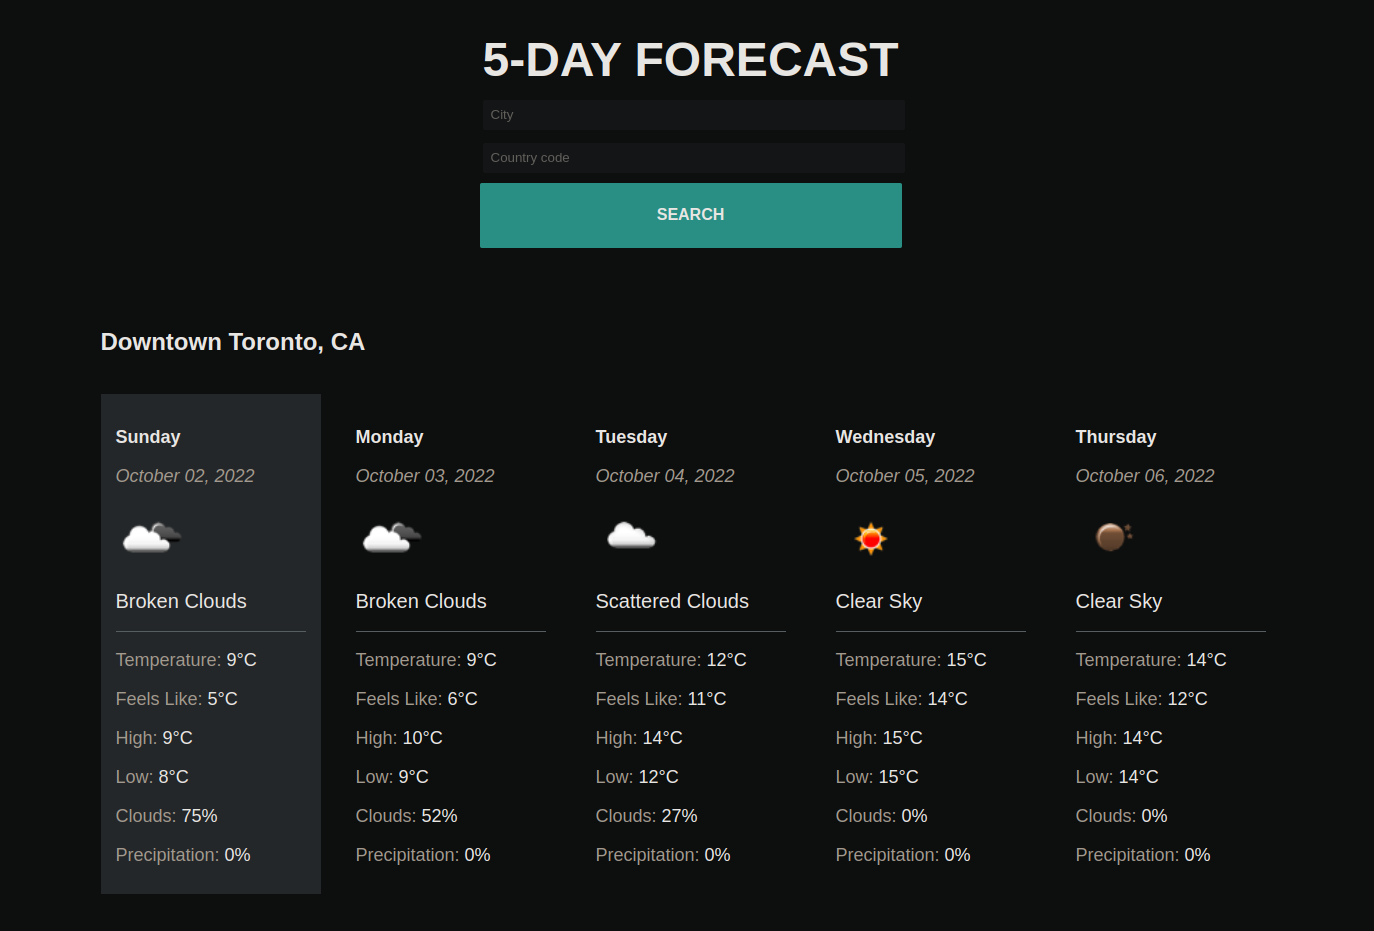 5-DAY FORECAST
City
Country code
SEARCH
Downtown Toronto, CA
Sunday
October 02, 2022
Broken Clouds
Temperature: 9°C
Feels Like: 5°C
High: 9°C
Low: 8°C
Clouds: 75%
Precipitation: 0%
Monday
October 03, 2022
Broken Clouds
Temperature: 9°C
Feels Like: 6°C
High: 10°C
Low: 9°C
Clouds: 52%
Precipitation: 0%
Tuesday
October 04, 2022
Scattered Clouds
Temperature: 12°C
Feels Like: 11°C
High: 14°C
Low: 12°C
Clouds: 27%
Precipitation: 0%
Wednesday
October 05, 2022
Clear Sky
Temperature: 15°C
Feels Like: 14°C
High: 15°C
Low: 15°C
Clouds: 0%
Precipitation: 0%
Thursday
October 06, 2022
Clear Sky
Temperature: 14°C
Feels Like: 12°C
High: 14°C
Low: 14°C
Clouds: 0%
Precipitation: 0%